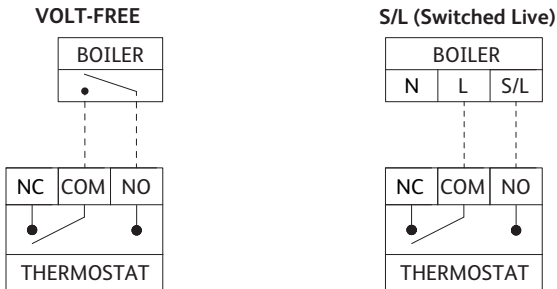 VOLT-FREE
BOILER
NC COM NO
THERMOSTAT
S/L (Switched Live)
BOILER
N L S/L
NC COM NO
THERMOSTAT